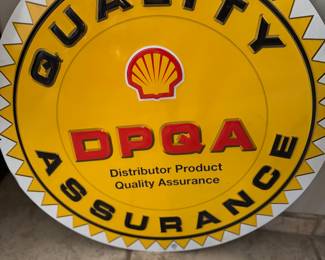 QUALITY
DPQA
Distributor Product
Quality Assurance
ASSURANCE